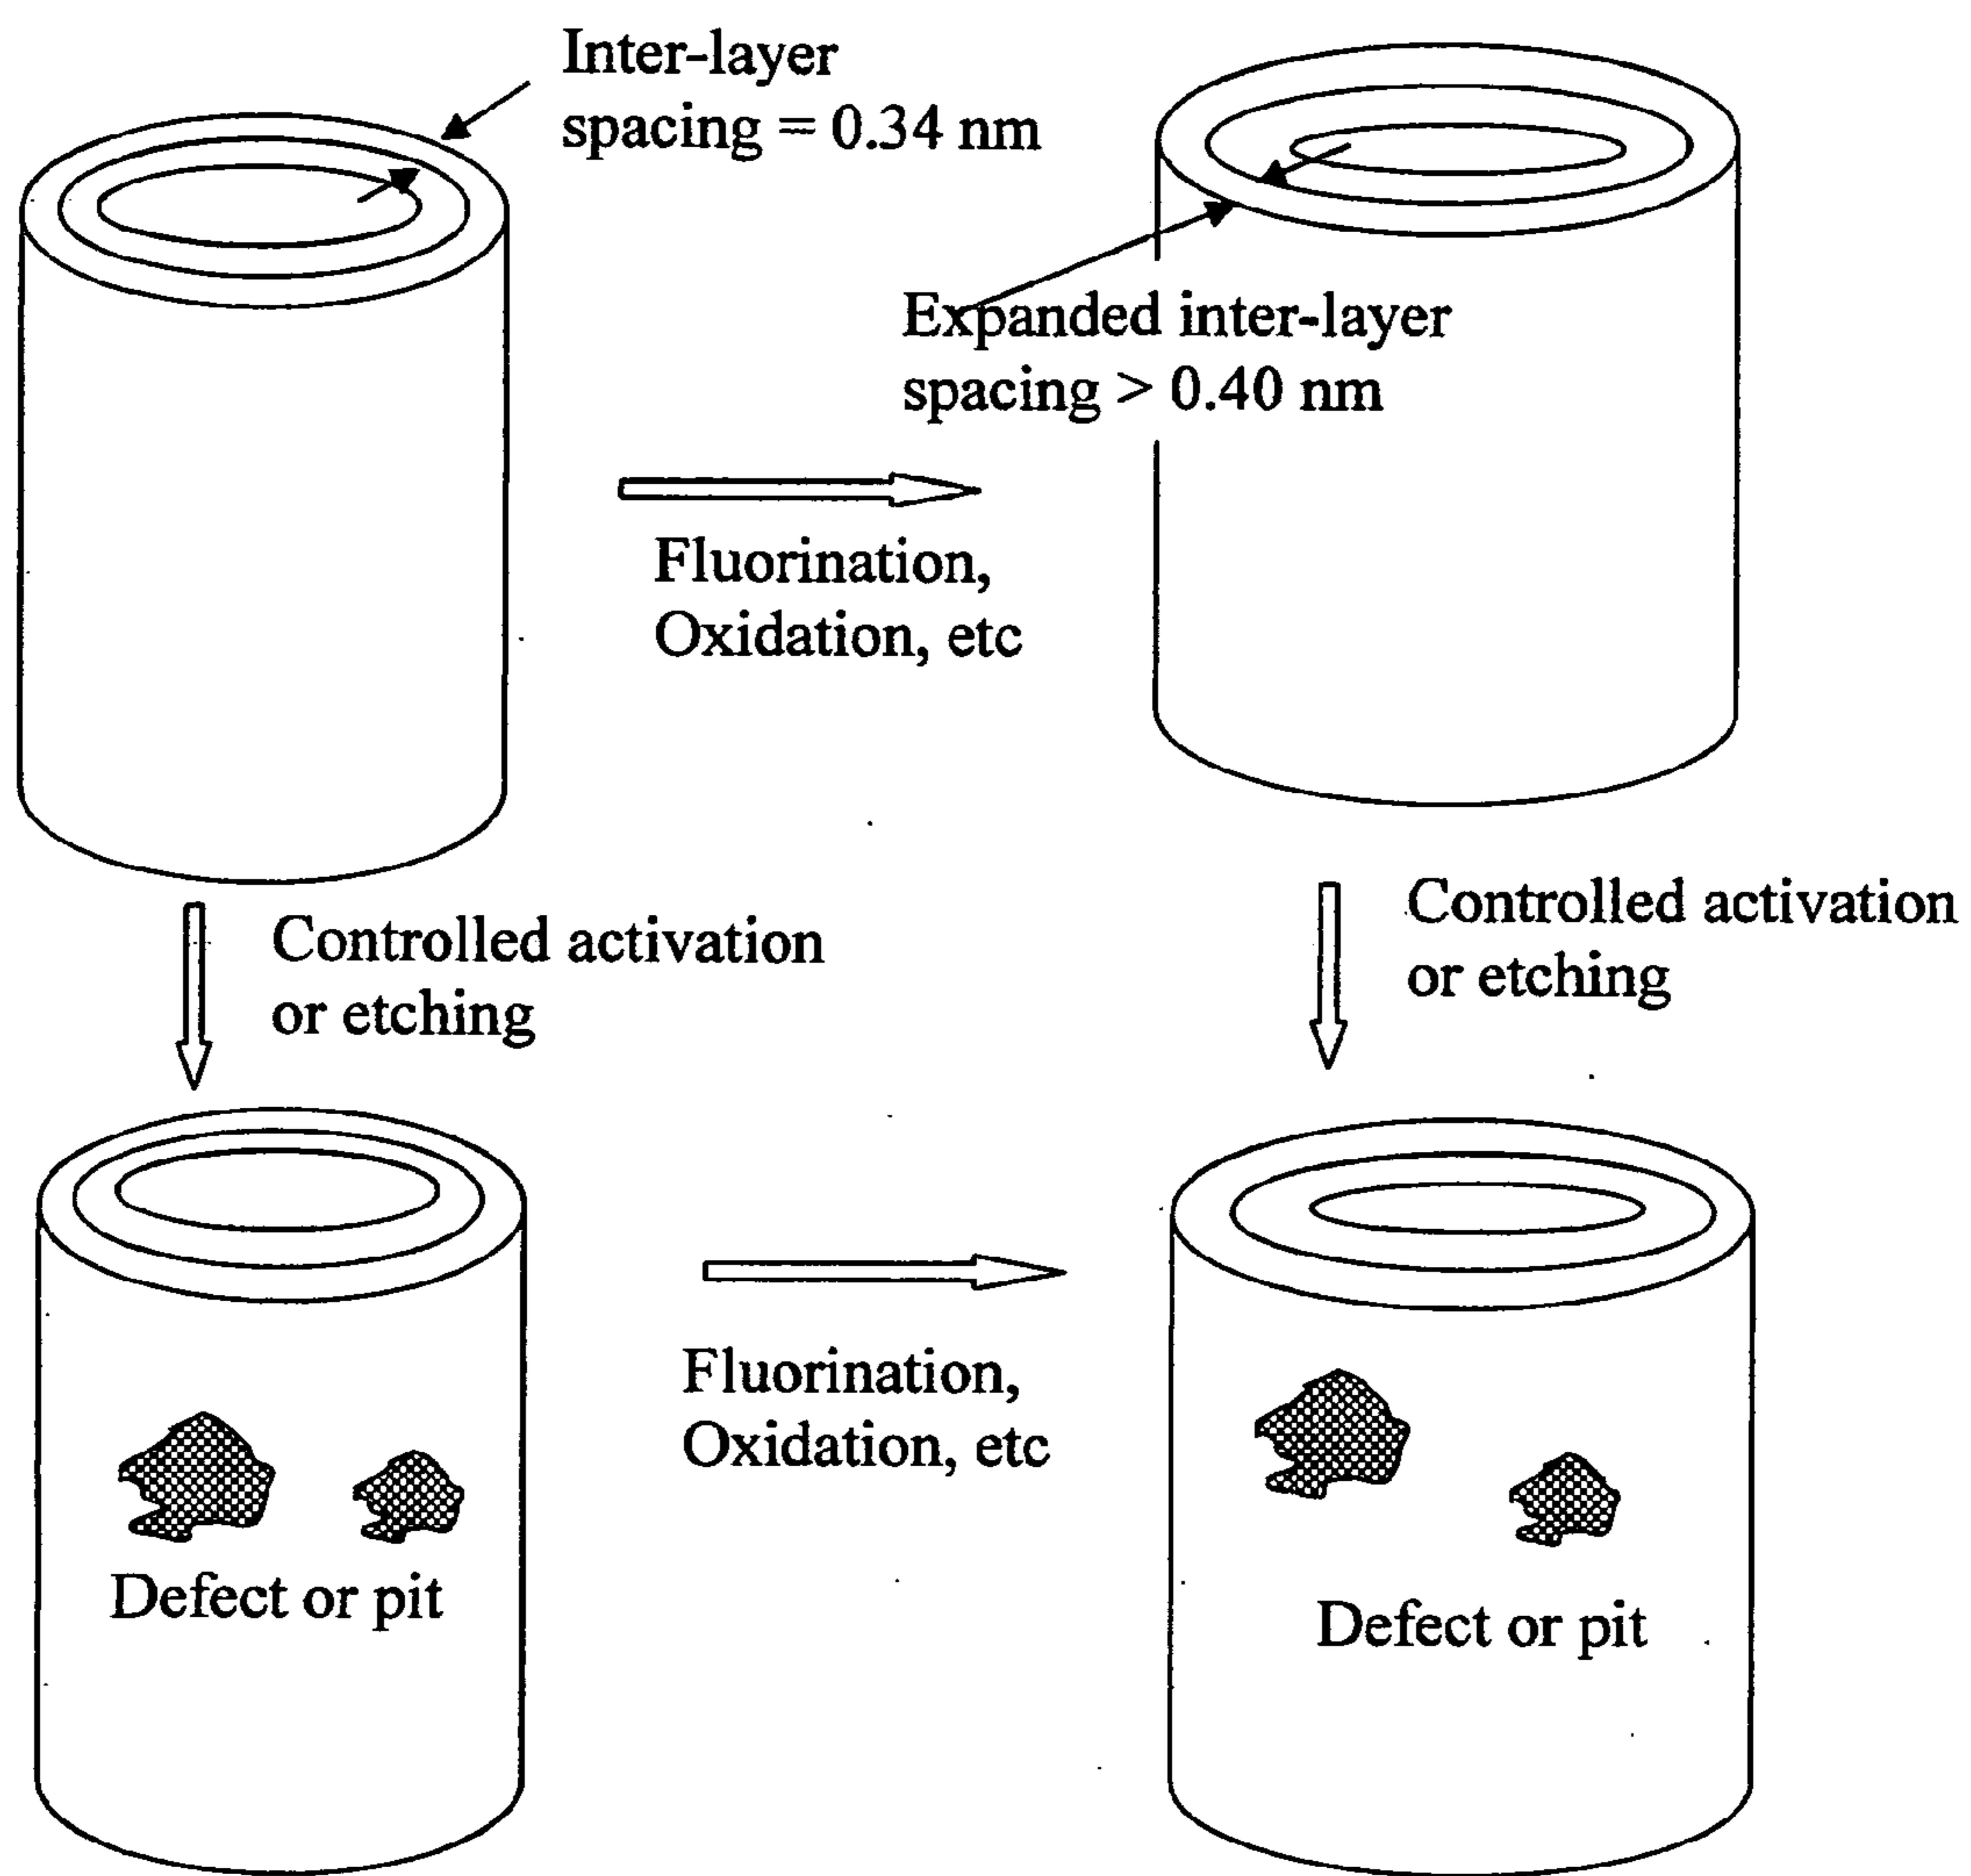 Inter-layer
spacing = 0.34 nm
Expanded inter-layer
spacing > 0.40 nm
Fluorination,
Oxidation, etc
Controlled activation
or etching
Controlled activation
or etching
Fluorination,
Oxidation, etc
Defect or pit
Defect or pit